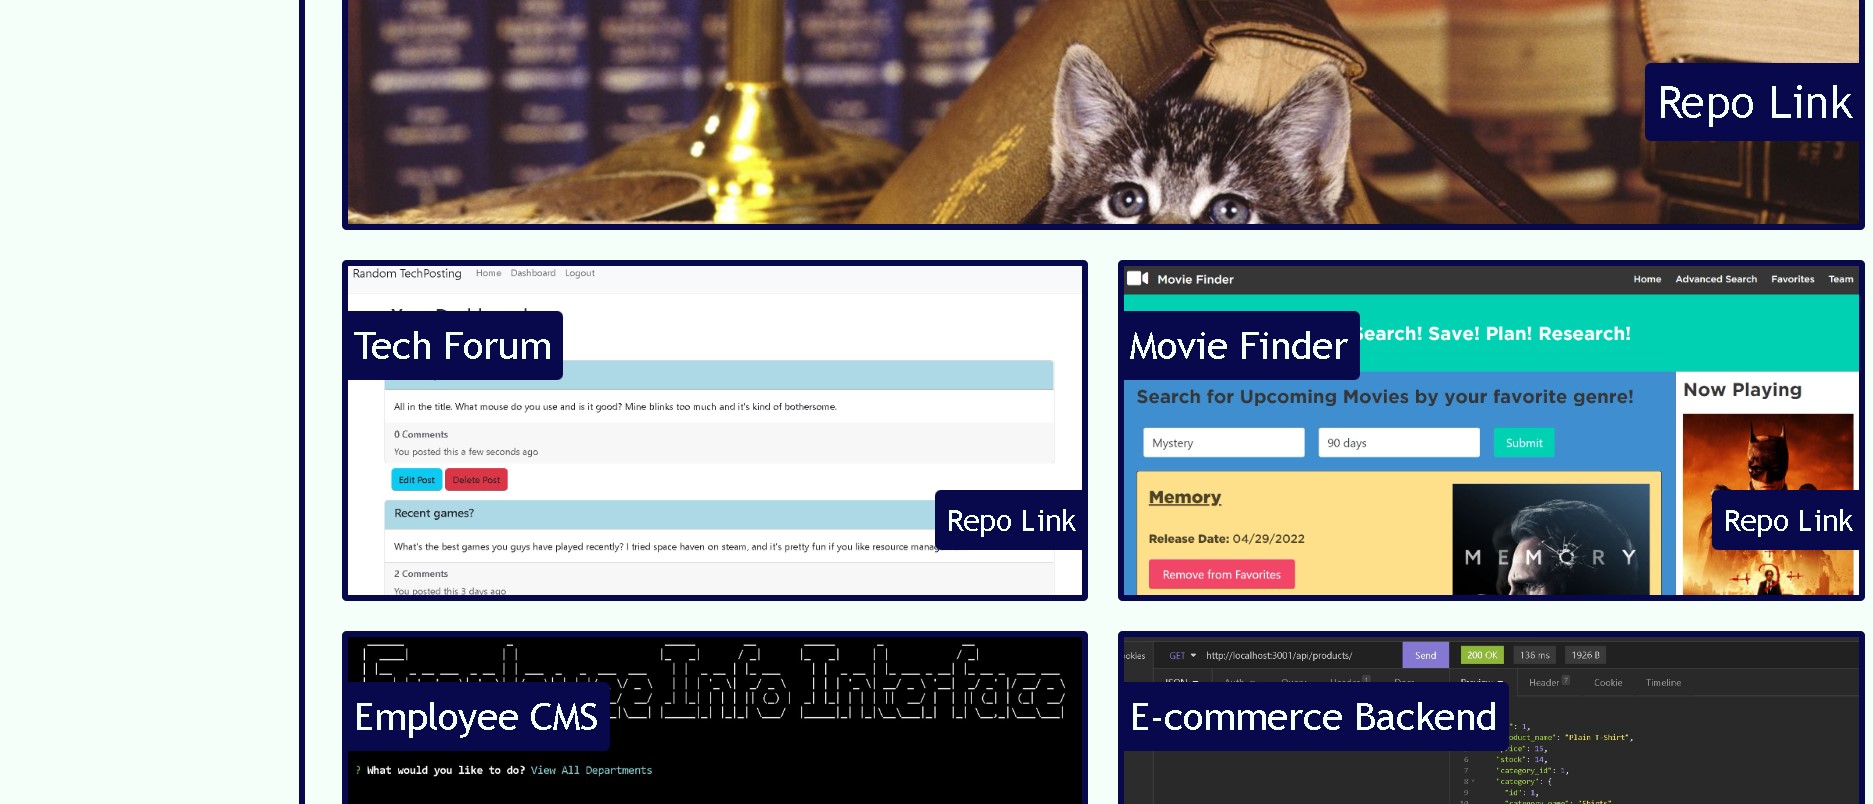 Repo Link
Random TechPosting Home Dashboard Logout
Tech Forum
All in the title. What mouse do you use and is it good? Mine blinks too much and it's kind of bothersome.
0 Comments
You posted this a few seconds ago
Edit Post Delete Post
Recent games?
Repo Link
What's the best games you guys have played recently? I tried space haven on steam, and it's pretty fun if you like resource
2 Comments
You posted this 3 days ago
Movie Finder Home Advanced Search Favorites Team
Search! Save! Plan! Research!
Movie Finder
Search for Upcoming Movies by your favorite genre!
Now Playing
Mystery 90 days Submit
Memory
Release Date: 04/29/2022
Remove from Favorites
MEMORY
Repo Link
Employee CMS
? What would you like to do? View All Departments
GET http://localhost:3001/api/products/ Send 200 OK 136 ms 1926 B
Header 7 Cookie Timeline
E-commerce Backend
: 1,
"Plain T-Shirt",
: 15,
6 "stock": 14,
7 "category_id": 1,
8 "category": {
9 "id": 1,
10 "category_name": "Shirts"